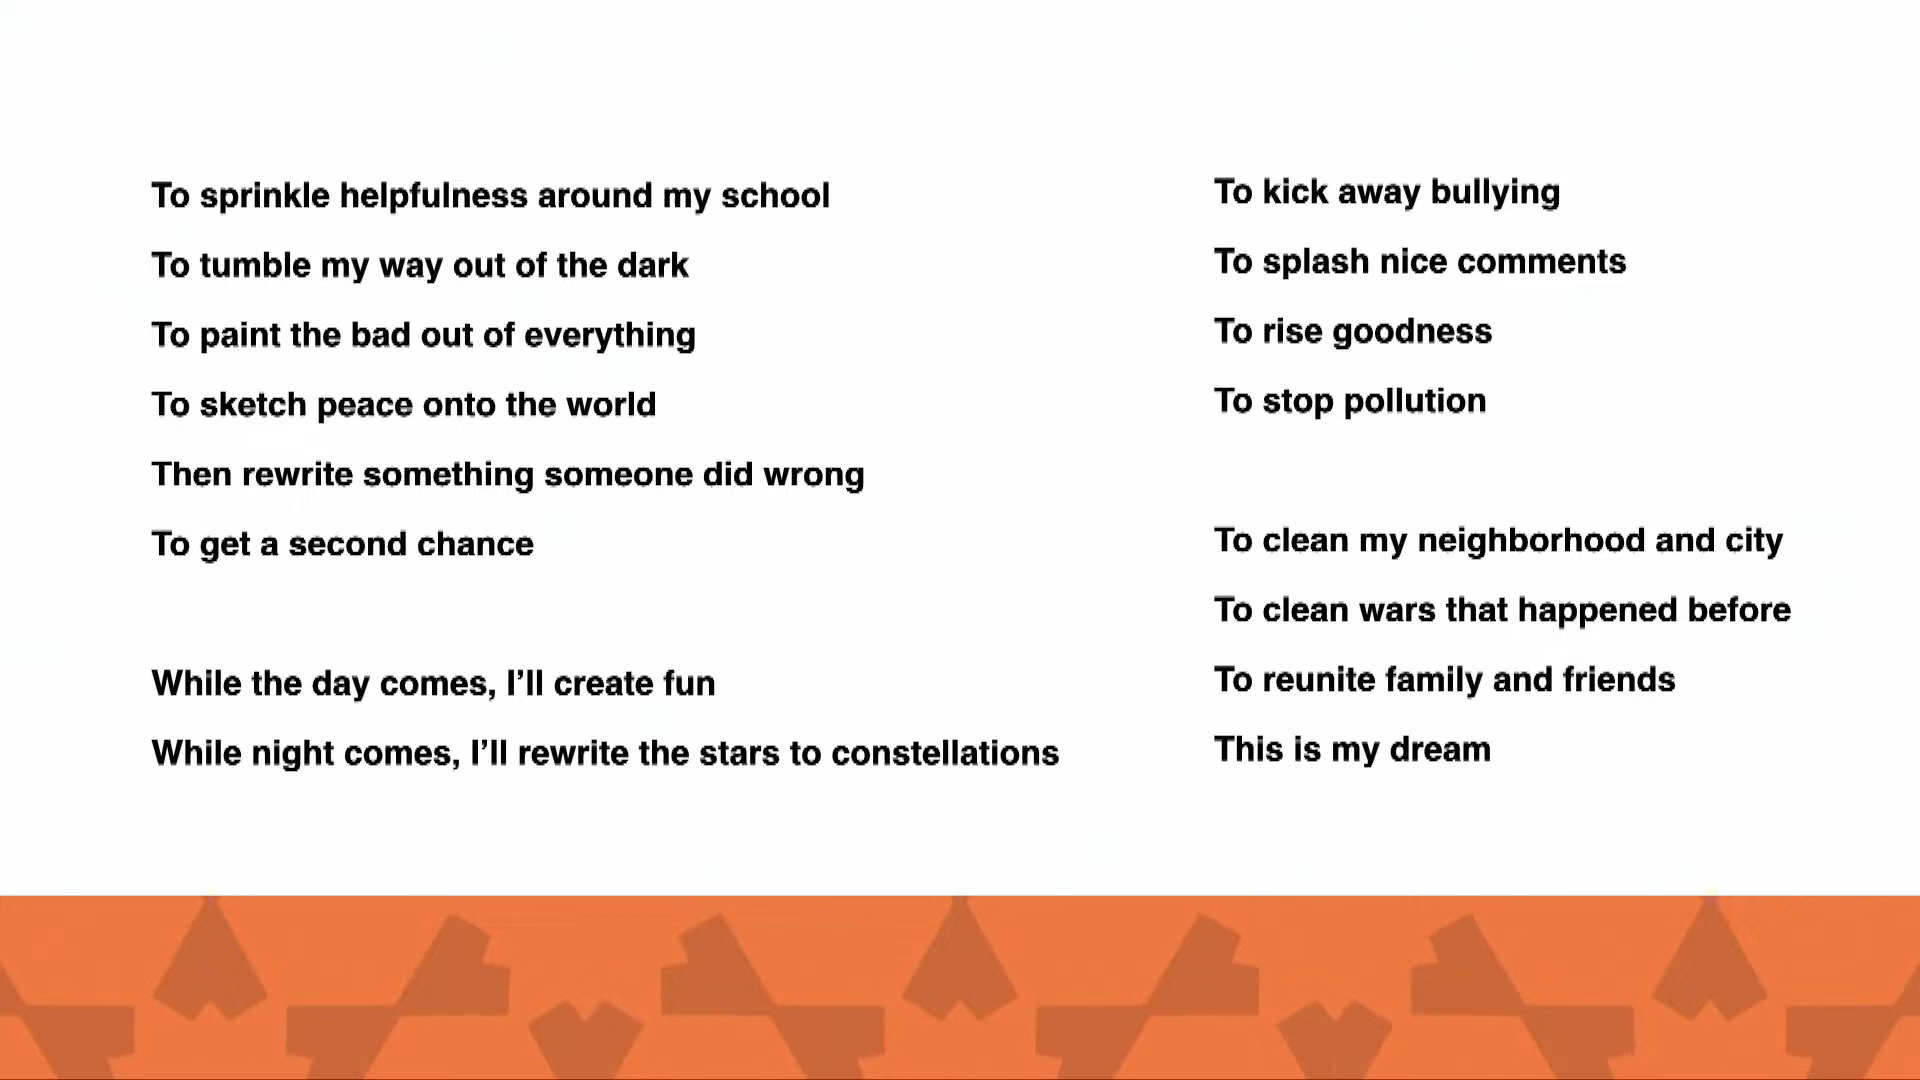 To sprinkle helpfulness around my school
To tumble my way out of the dark
To paint the bad out of everything
To sketch peace onto the world
Then rewrite something someone did wrong
To get a second chance
While the day comes, I’ll create fun
While night comes, I’ll rewrite the stars to constellations
To kick away bullying
To splash nice comments
To rise goodness
To stop pollution
To clean my neighborhood and city
To clean wars that happened before
To reunite family and friends
This is my dream